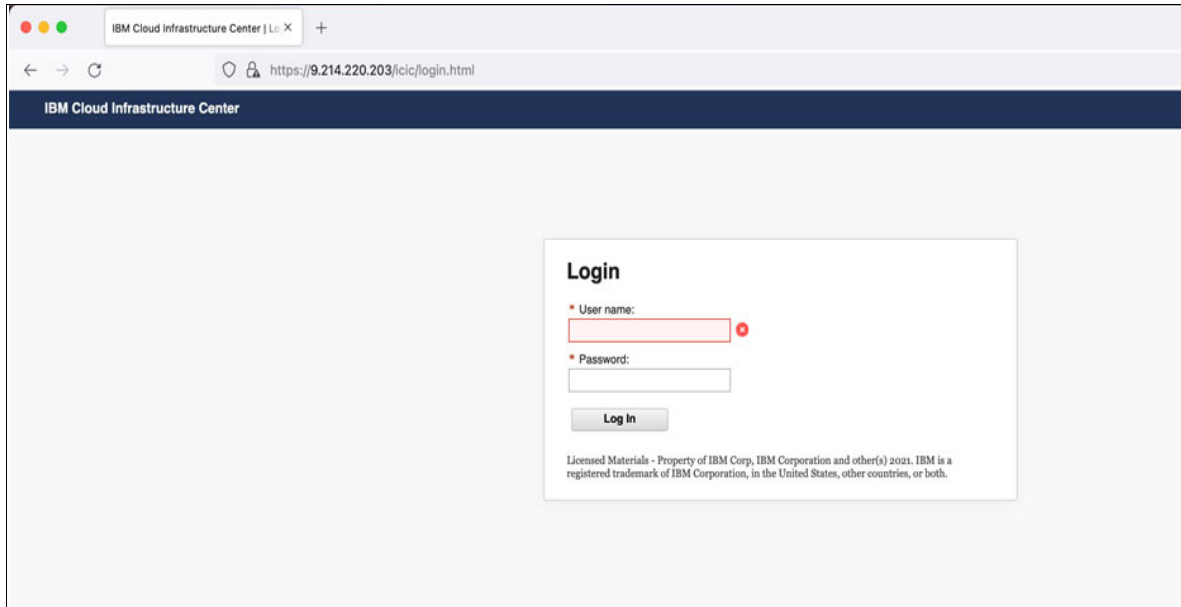 IBM Cloud Infrastructure Center | Lo
https://9.214.220.203/icic/login.html
IBM Cloud Infrastructure Center
Login
* User name:
* Password:
Log In
Licensed Materials - Property of IBM Corp, IBM Corporation and other(s) 2021. IBM is a
registered trademark of IBM Corporation, in the United States, other countries, or both.